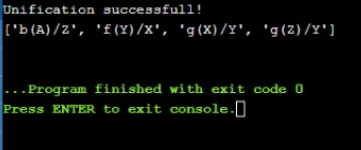 Unification successfull!
['b(A)/Z', 'f(Y)/X', 'g(X)/Y', 'g(Z)/Y']
...Program finished with exit code 0
Press ENTER to exit console.